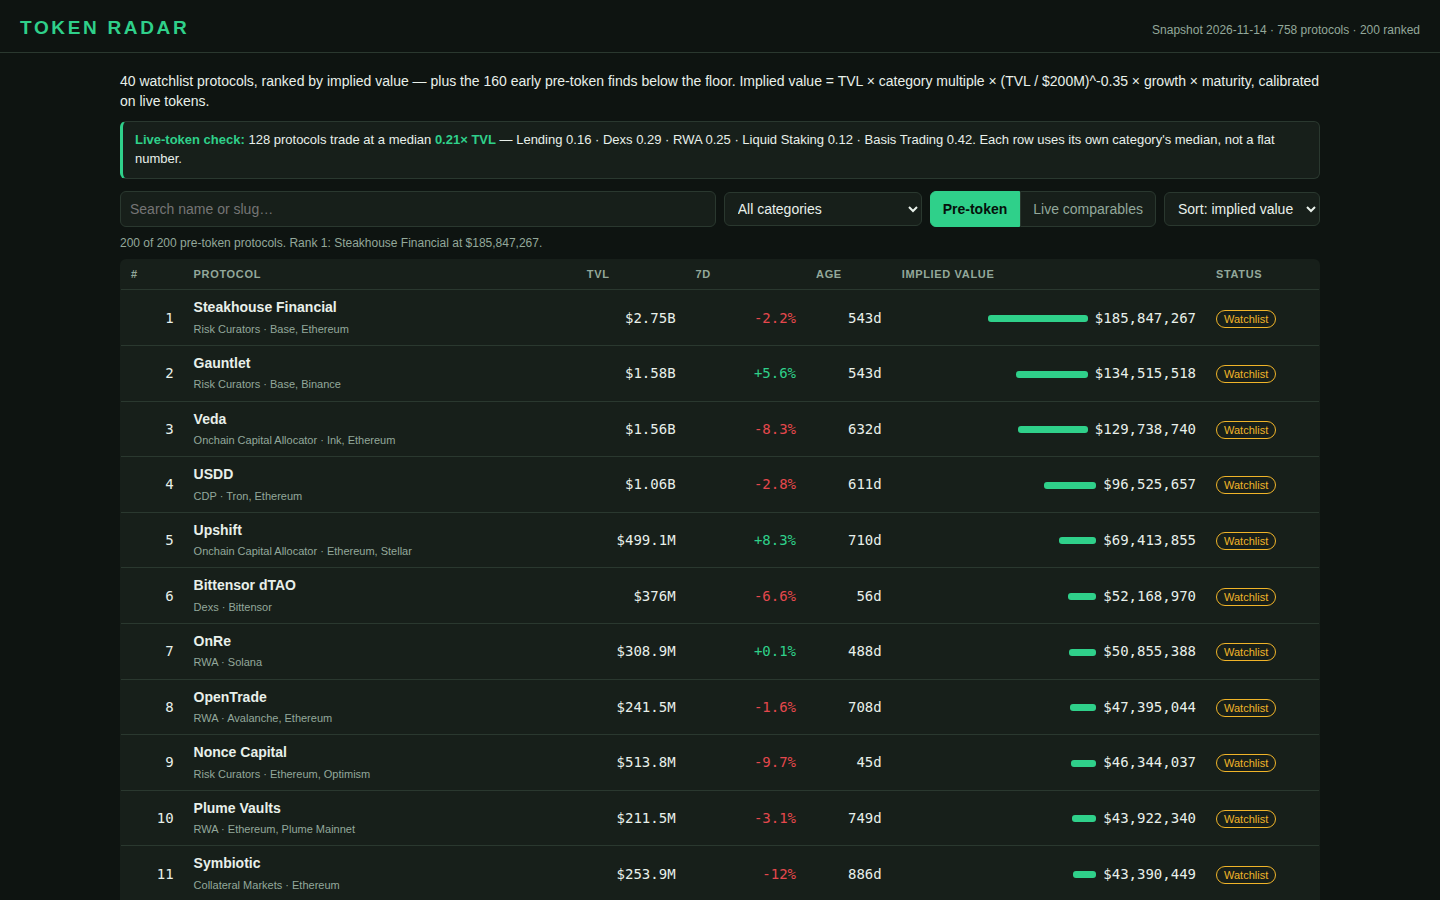 TOKEN RADAR
Snapshot 2026-11-14 · 758 protocols · 200 ranked
40 watchlist protocols, ranked by implied value — plus the 160 early pre-token finds below the floor. Implied value = TVL × category multiple × (TVL / $200M)^-0.35 × growth × maturity, calibrated
on live tokens.
Live-token check: 128 protocols trade at a median 0.21× TVL — Lending 0.16 · Dexs 0.29 · RWA 0.25 · Liquid Staking 0.12 · Basis Trading 0.42. Each row uses its own category's median, not a flat
number.
Search name or slug… All categories Pre-token Live comparables Sort: implied value
200 of 200 pre-token protocols. Rank 1: Steakhouse Financial at $185,847,267.
# PROTOCOL TVL 7D AGE IMPLIED VALUE STATUS
1 Steakhouse Financial $2.75B -2.2% 543d $185,847,267 Watchlist
Risk Curators · Base, Ethereum
2 Gauntlet $1.58B +5.6% 543d $134,515,518 Watchlist
Risk Curators · Base, Binance
3 Veda $1.56B -8.3% 632d $129,738,740 Watchlist
Onchain Capital Allocator · Ink, Ethereum
4 USDD $1.06B -2.8% 611d $96,525,657 Watchlist
CDP · Tron, Ethereum
5 Upshift $499.1M +8.3% 710d $69,413,855 Watchlist
Onchain Capital Allocator · Ethereum, Stellar
6 Bittensor dTAO $376M -6.6% 56d $52,168,970 Watchlist
Dexs · Bittensor
7 OnRe $308.9M +0.1% 488d $50,855,388 Watchlist
RWA · Solana
8 OpenTrade $241.5M -1.6% 708d $47,395,044 Watchlist
RWA · Avalanche, Ethereum
9 Nonce Capital $513.8M -9.7% 45d $46,344,037 Watchlist
Risk Curators · Ethereum, Optimism
10 Plume Vaults $211.5M -3.1% 749d $43,922,340 Watchlist
RWA · Ethereum, Plume Mainnet
11 Symbiotic $253.9M -12% 886d $43,390,449 Watchlist
Collateral Markets · Ethereum